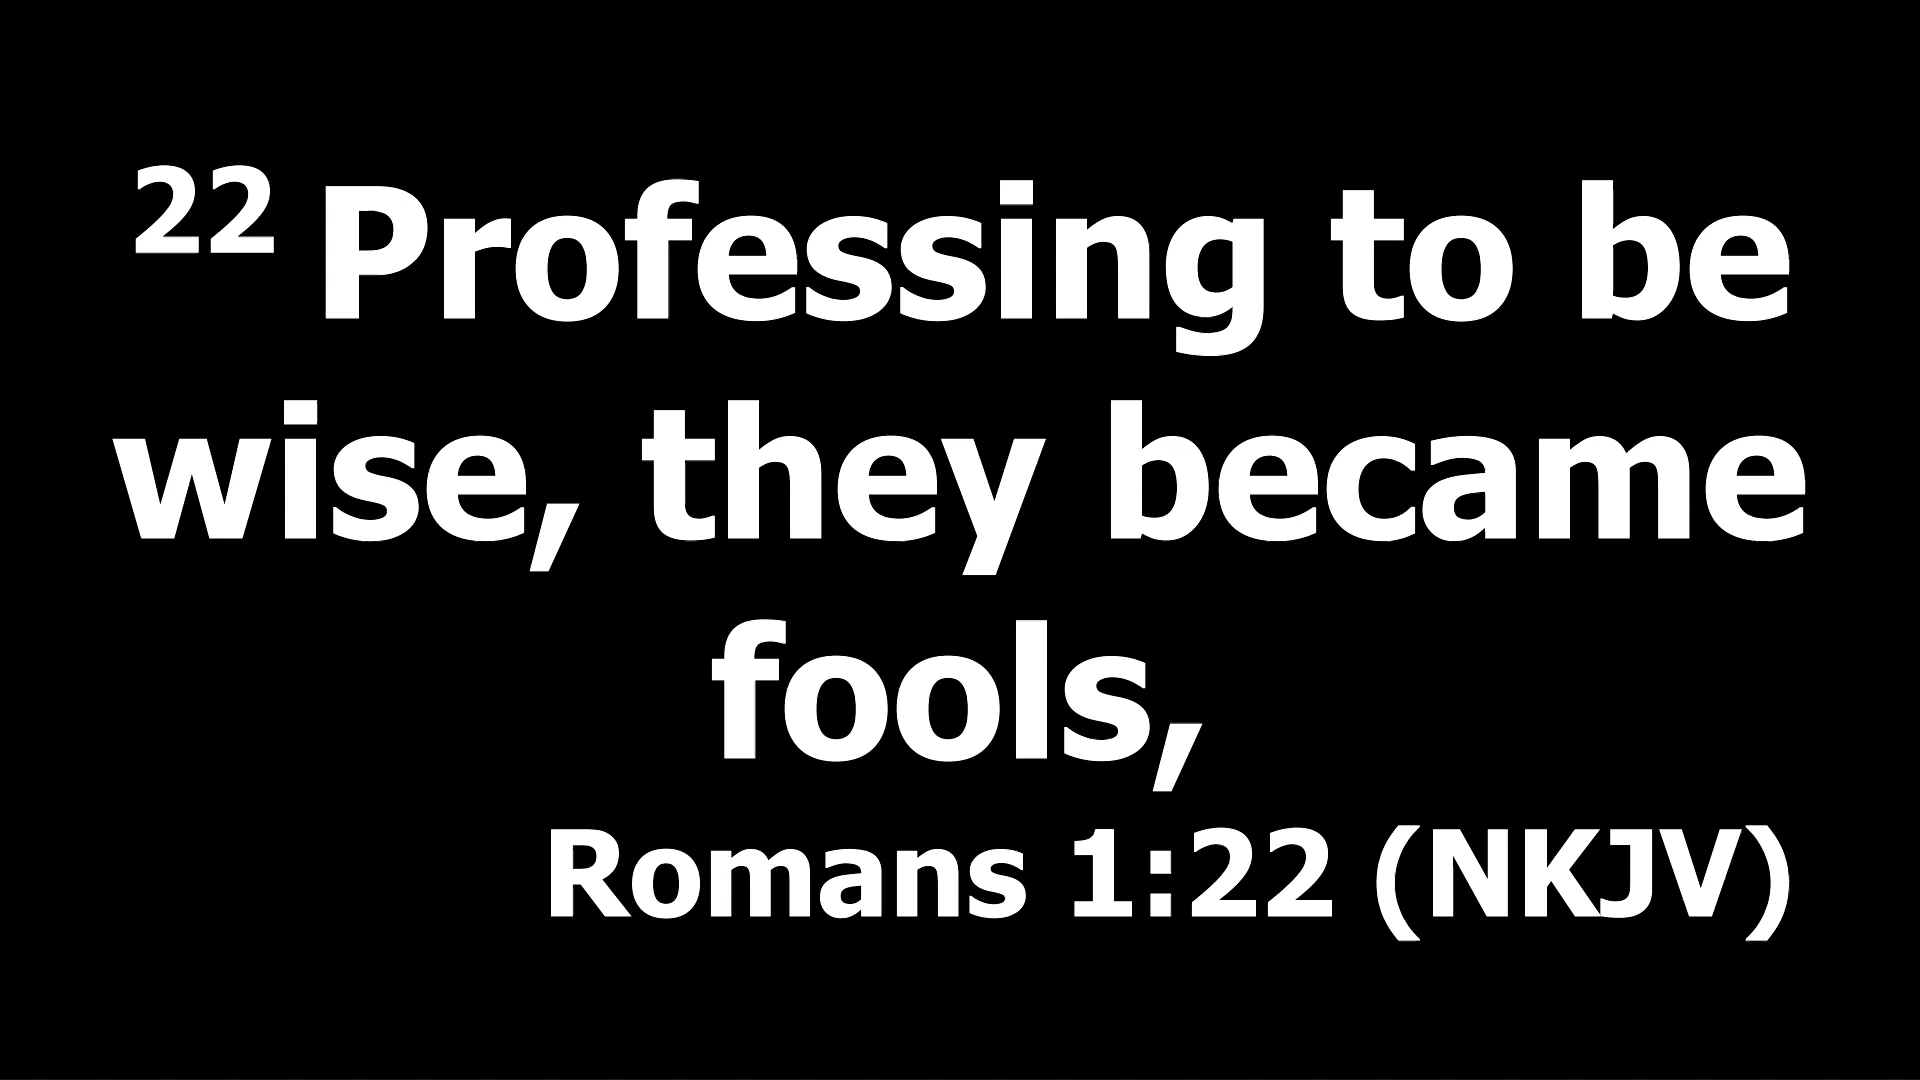 22 Professing to be
wise, they became
fools,
Romans 1:22 (NKJV)